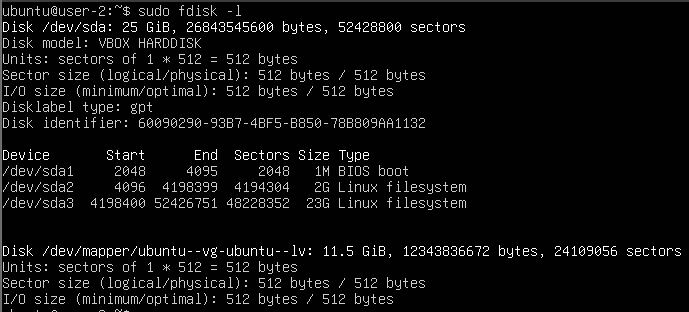 ubuntu@user-2:~$ sudo fdisk -l
Disk /dev/sda: 25 GiB, 26843545600 bytes, 52428800 sectors
Disk model: VBOX HARDDISK
Units: sectors of 1 * 512 = 512 bytes
Sector size (logical/physical): 512 bytes / 512 bytes
I/O size (minimum/optimal): 512 bytes / 512 bytes
Disklabel type: gpt
Disk identifier: 60090290-93B7-4BF5-B850-78B809AA1132
Device Start End Sectors Size Type
/dev/sda1 2048 4095 2048 1M BIOS boot
/dev/sda2 4096 4198399 4194304 2G Linux filesystem
/dev/sda3 4198400 52426751 48228352 23G Linux filesystem
Disk /dev/mapper/ubuntu--vg-ubuntu--lv: 11.5 GiB, 12343836672 bytes, 24109056 sectors
Units: sectors of 1 * 512 = 512 bytes
Sector size (logical/physical): 512 bytes / 512 bytes
I/O size (minimum/optimal): 512 bytes / 512 bytes